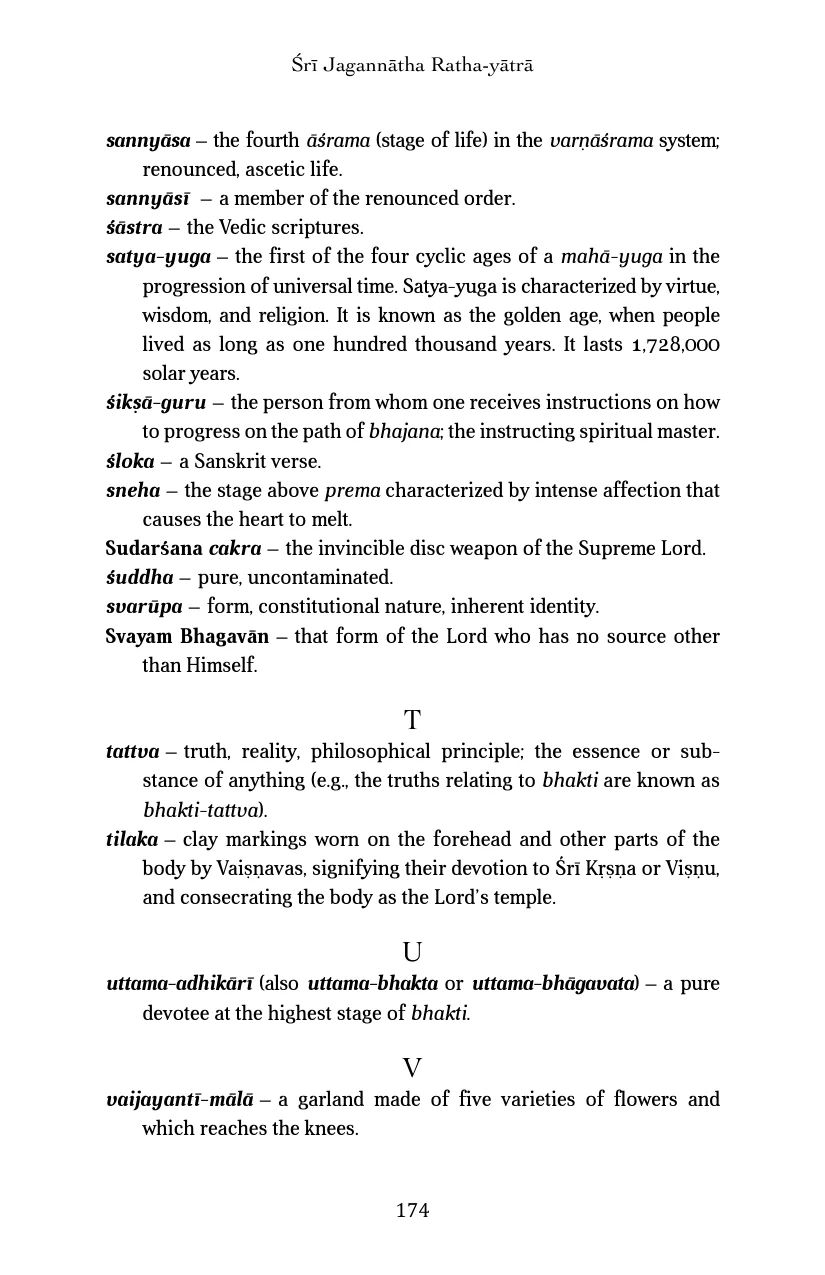 Śrī Jagannātha Ratha-yātrā
sannyāsa – the fourth āśrama (stage of life) in the varṇāśrama system;
renounced, ascetic life.
sannyāsī – a member of the renounced order.
śāstra – the Vedic scriptures.
satya-yuga – the first of the four cyclic ages of a mahā-yuga in the
progression of universal time. Satya-yuga is characterized by virtue,
wisdom, and religion. It is known as the golden age, when people
lived as long as one hundred thousand years. It lasts 1,728,000
solar years.
śikṣā-guru – the person from whom one receives instructions on how
to progress on the path of bhajana; the instructing spiritual master.
śloka – a Sanskrit verse.
sneha – the stage above prema characterized by intense affection that
causes the heart to melt.
Sudarśana cakra – the invincible disc weapon of the Supreme Lord.
śuddha – pure, uncontaminated.
svarūpa – form, constitutional nature, inherent identity.
Svayam Bhagavān – that form of the Lord who has no source other
than Himself.
T
tattva – truth, reality, philosophical principle; the essence or sub-
stance of anything (e.g., the truths relating to bhakti are known as
bhakti-tattva).
tilaka – clay markings worn on the forehead and other parts of the
body by Vaiṣṇavas, signifying their devotion to Śrī Kṛṣṇa or Viṣṇu,
and consecrating the body as the Lord's temple.
U
uttama-adhikārī (also uttama-bhakta or uttama-bhāgavata) – a pure
devotee at the highest stage of bhakti.
V
vaijayantī-mālā – a garland made of five varieties of flowers and
which reaches the knees.
174